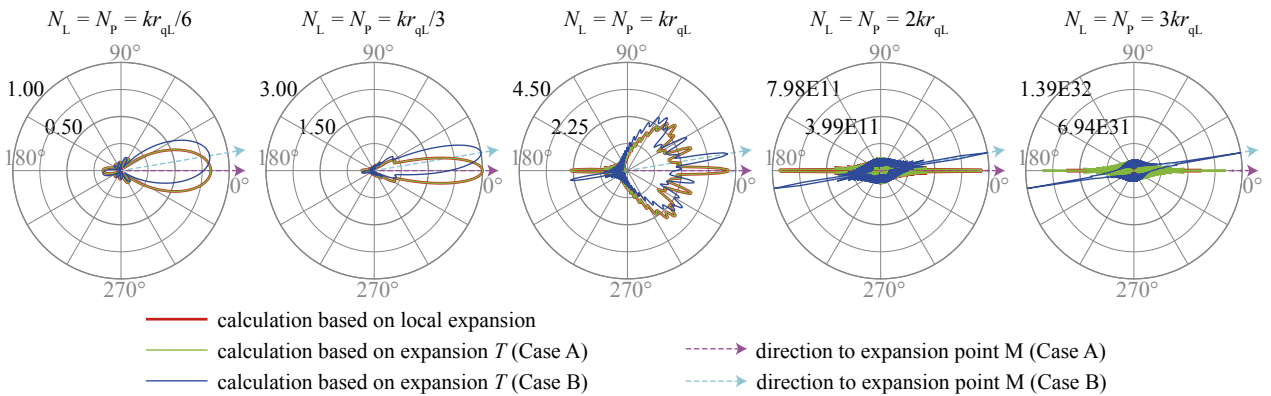 N_L = N_P = kr_qL/6
N_L = N_P = kr_qL/3
N_L = N_P = kr_qL
N_L = N_P = 2kr_qL
N_L = N_P = 3kr_qL
90° 90° 90° 90° 90°
1.00 3.00 4.50 7.98E11 1.39E32
0.50 1.50 2.25 3.99E11 6.94E31
180° 180° 180° 180° 180°
0° 0° 0° 0° 0°
270° 270° 270° 270° 270°
calculation based on local expansion
calculation based on expansion T (Case A)
direction to expansion point M (Case A)
calculation based on expansion T (Case B)
direction to expansion point M (Case B)